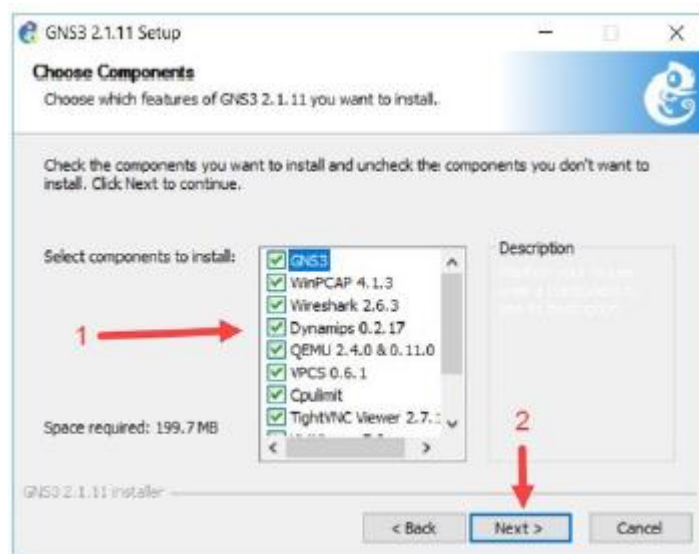 GNS3 2.1.11 Setup
Choose Components
Choose which features of GNS3 2.1.11 you want to install.
Check the components you want to install and uncheck the components you don't want to
install. Click Next to continue.
Select components to install:
GNS3
WinPCAP 4.1.3
Wireshark 2.6.3
Dynamips 0.2.17
QEMU 2.4.0 & 0.11.0
VPCS 0.6.1
Cpulimit
TightVNC Viewer 2.7.
Description
1
Space required: 199.7 MB
2
GNS3 2.1.11 installer
< Back
Next >
Cancel